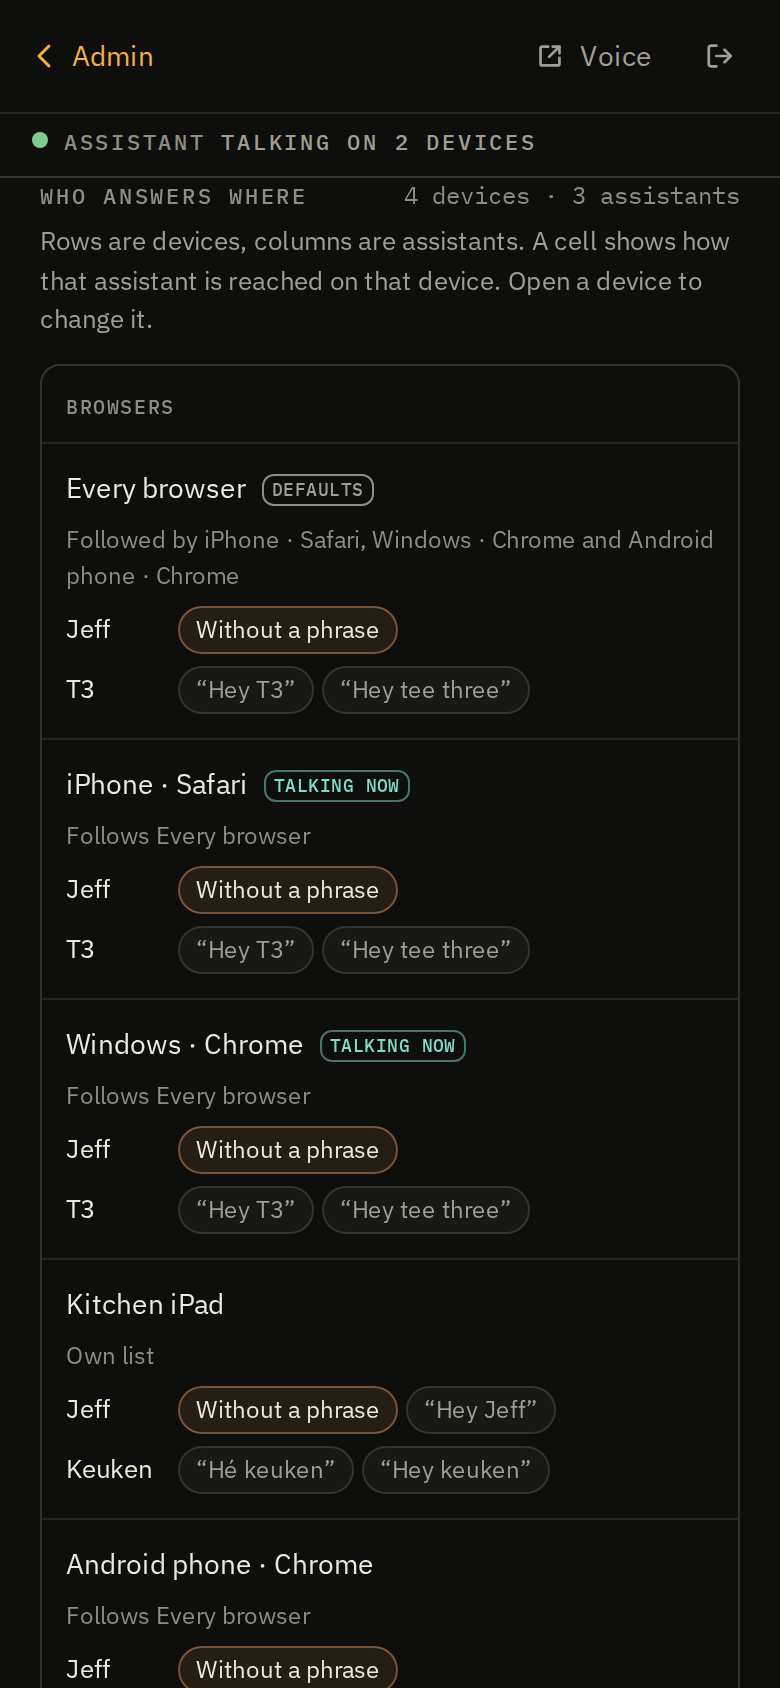 Admin
Voice
ASSISTANT TALKING ON 2 DEVICES
WHO ANSWERS WHERE 4 devices · 3 assistants
Rows are devices, columns are assistants. A cell shows how
that assistant is reached on that device. Open a device to
change it.
BROWSERS
Every browser DEFAULTS
Followed by iPhone · Safari, Windows · Chrome and Android
phone · Chrome
Jeff Without a phrase
T3 “Hey T3” “Hey tee three”
iPhone · Safari TALKING NOW
Follows Every browser
Jeff Without a phrase
T3 “Hey T3” “Hey tee three”
Windows · Chrome TALKING NOW
Follows Every browser
Jeff Without a phrase
T3 “Hey T3” “Hey tee three”
Kitchen iPad
Own list
Jeff Without a phrase “Hey Jeff”
Keuken “Hé keuken” “Hey keuken”
Android phone · Chrome
Follows Every browser
Jeff Without a phrase